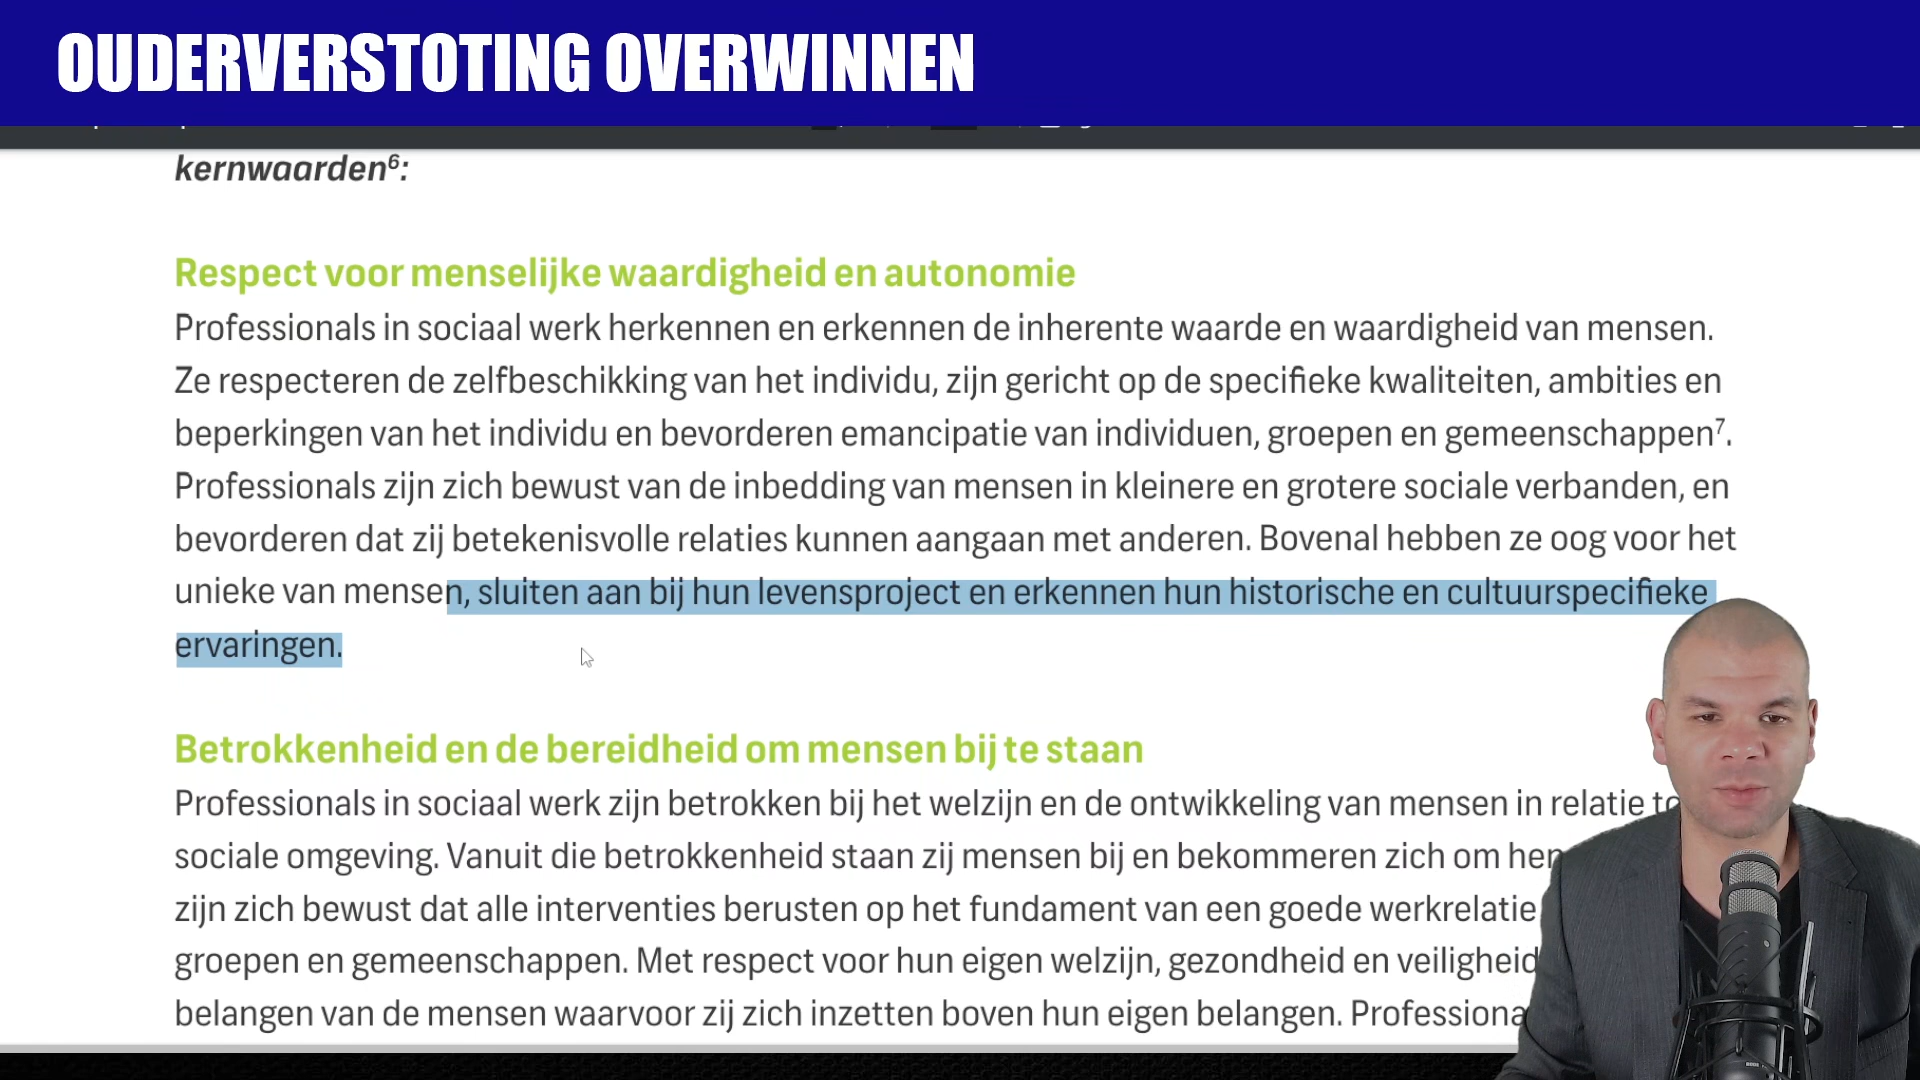 OUDERVERSTOTING OVERWINNEN
kernwaarden⁶:
Respect voor menselijke waardigheid en autonomie
Professionals in sociaal werk herkennen en erkennen de inherente waarde en waardigheid van mensen.
Ze respecteren de zelfbeschikking van het individu, zijn gericht op de specifieke kwaliteiten, ambities en
beperkingen van het individu en bevorderen emancipatie van individuen, groepen en gemeenschappen⁷.
Professionals zijn zich bewust van de inbedding van mensen in kleinere en grotere sociale verbanden, en
bevorderen dat zij betekenisvolle relaties kunnen aangaan met anderen. Bovenal hebben ze oog voor het
unieke van mensen, sluiten aan bij hun levensproject en erkennen hun historische en cultuurspecifieke
ervaringen.
Betrokkenheid en de bereidheid om mensen bij te staan
Professionals in sociaal werk zijn betrokken bij het welzijn en de ontwikkeling van mensen in relatie
sociale omgeving. Vanuit die betrokkenheid staan zij mensen bij en bekommeren zich om
zijn zich bewust dat alle interventies berusten op het fundament van een goede werkrelatie
groepen en gemeenschappen. Met respect voor hun eigen welzijn, gezondheid en veiligheid
belangen van de mensen waarvoor zij zich inzetten boven hun eigen belangen.